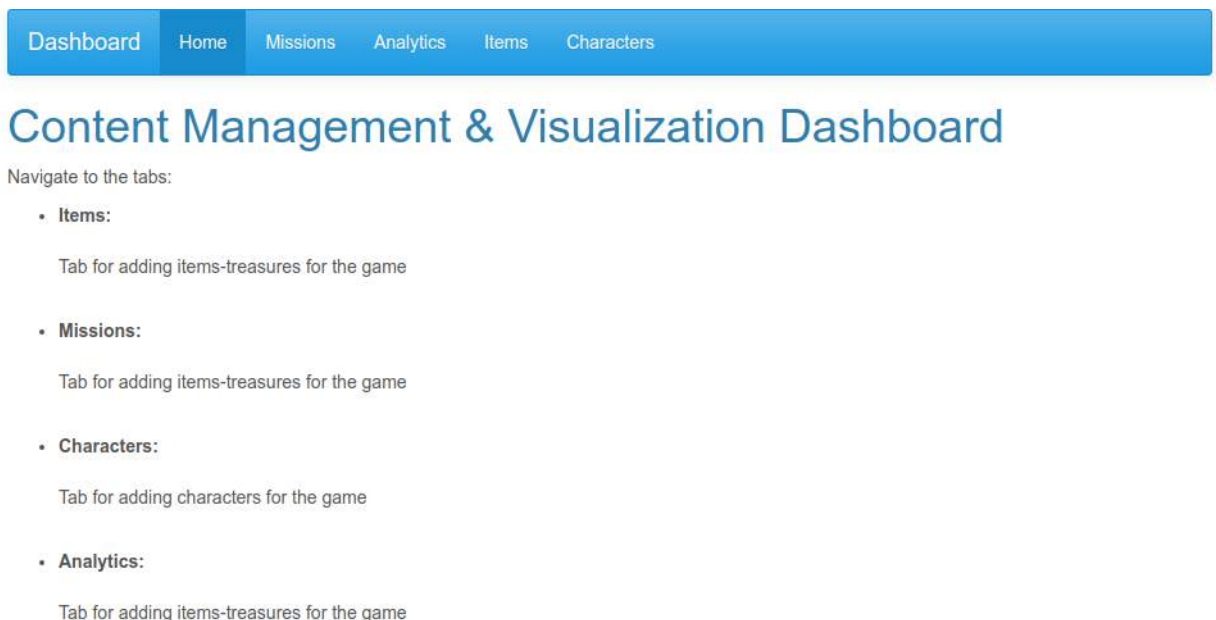 Dashboard Home Missions Analytics Items Characters
Content Management & Visualization Dashboard
Navigate to the tabs:
• Items:
Tab for adding items-treasures for the game
• Missions:
Tab for adding items-treasures for the game
• Characters:
Tab for adding characters for the game
• Analytics:
Tab for adding items-treasures for the game